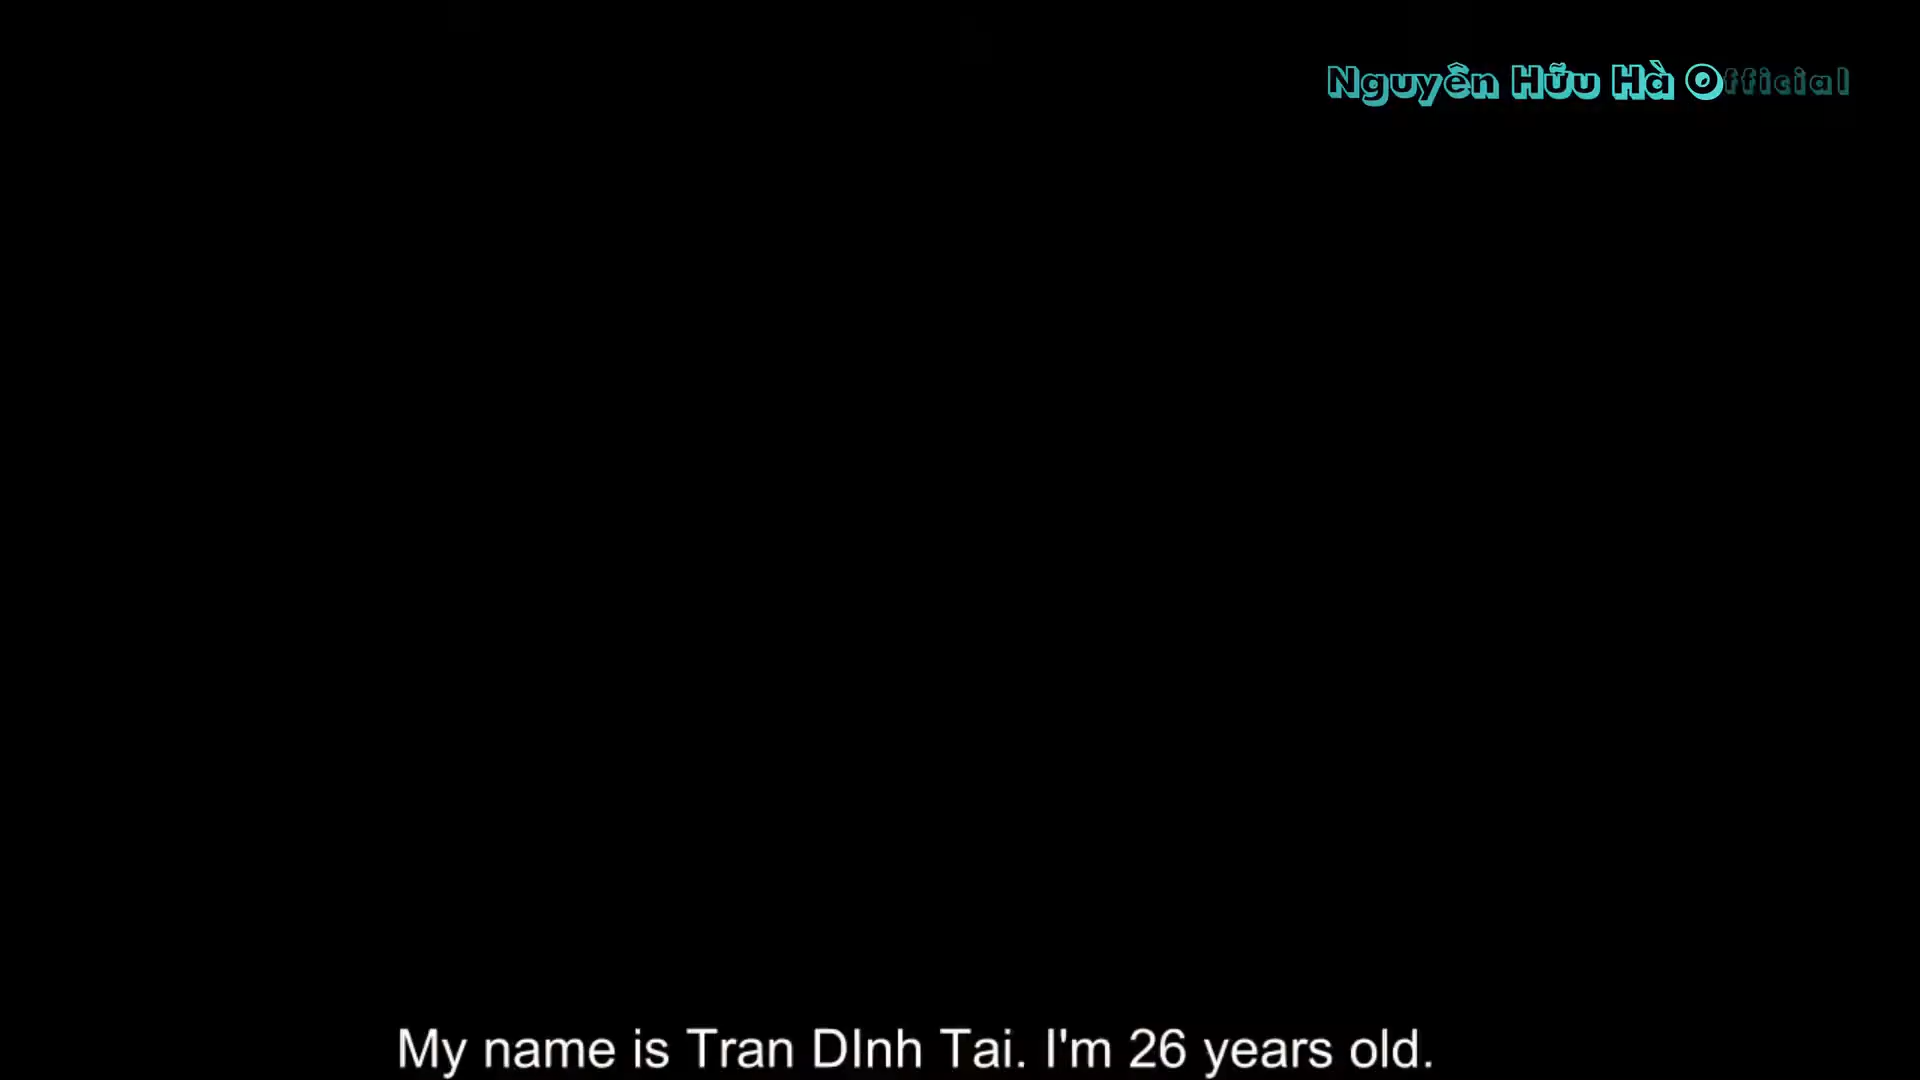 Nguyễn Hữu Hà Official
My name is Tran DInh Tai. I'm 26 years old.